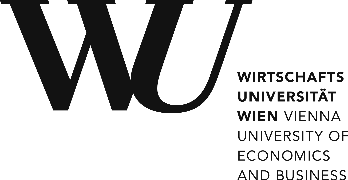 WU
WIRTSCHAFTS
UNIVERSITÄT
WIEN VIENNA
UNIVERSITY OF
ECONOMICS
AND BUSINESS